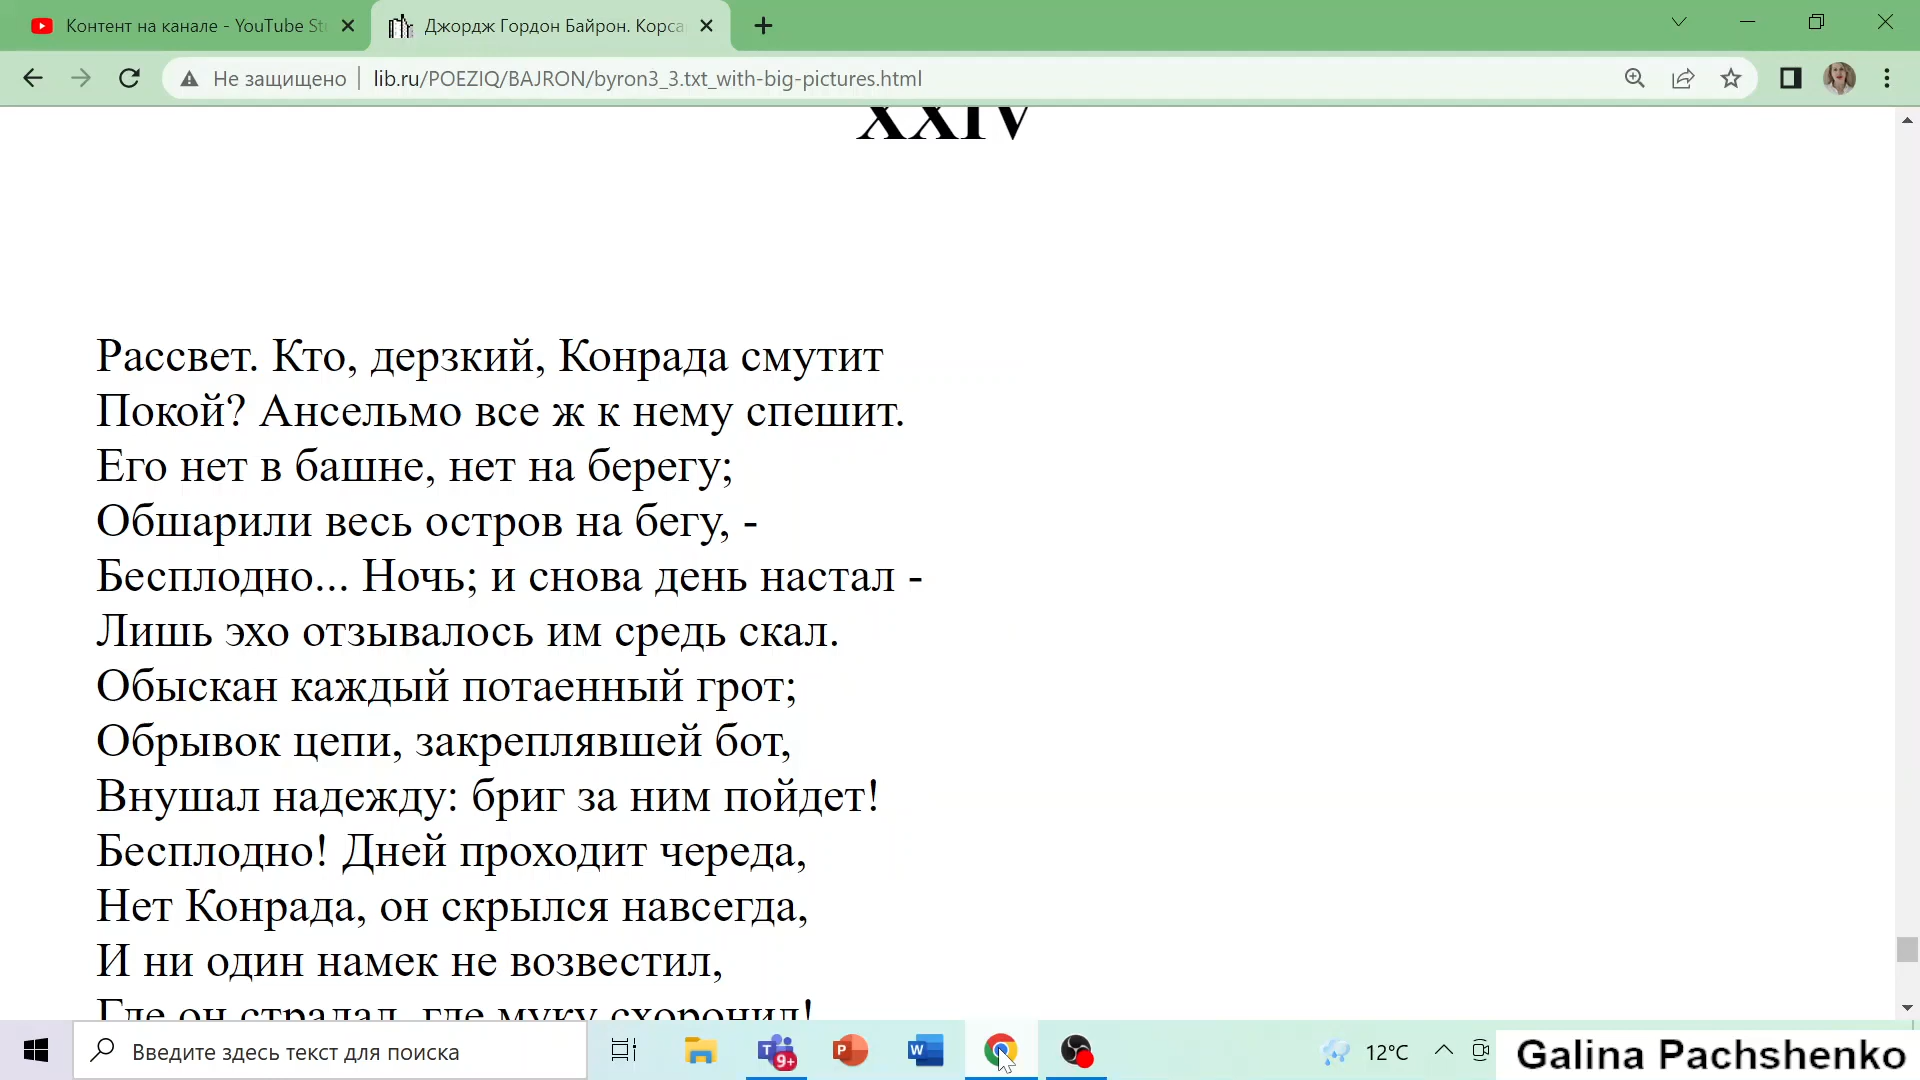 Контент на канале - YouTube St
Джордж Гордон Байрон. Корса
Не защищено
lib.ru/POEZIQ/BAJRON/byron3_3.txt_with-big-pictures.html
XXIV
Рассвет. Кто, дерзкий, Конрада смутит
Покой? Ансельмо все ж к нему спешит.
Его нет в башне, нет на берегу;
Обшарили весь остров на бегу, -
Бесплодно... Ночь; и снова день настал -
Лишь эхо отзывалось им средь скал.
Обыскан каждый потаенный грот;
Обрывок цепи, закреплявшей бот,
Внушал надежду: бриг за ним пойдет!
Бесплодно! Дней проходит череда,
Нет Конрада, он скрылся навсегда,
И ни один намек не возвестил,
Где он страдал, где муку схоронил!
Введите здесь текст для поиска
9+
12°C
Galina Pachshenko